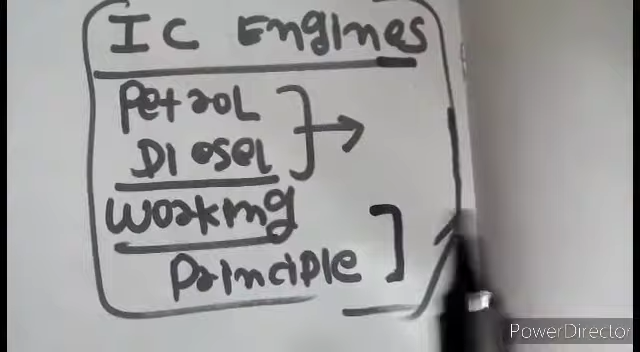 IC Engines
Petrol
Diesel
Working
Principle
PowerDirector